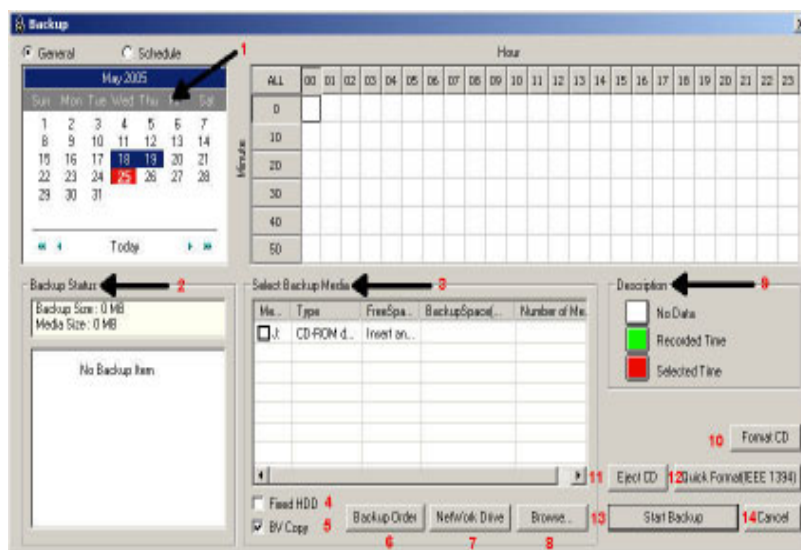 Backup
General Schedule 1
Hour
May 2005
Sun Mon Tue Wed Thu Fri Sat
1 2 3 4 5 6 7
8 9 10 11 12 13 14
15 16 17 18 19 20 21
22 23 24 25 26 27 28
29 30 31
Today
ALL 00 01 02 03 04 05 06 07 08 09 10 11 12 13 14 15 16 17 18 19 20 21 22 23
Minute
0
10
20
30
40
50
Backup Status 2
Backup Size : 0 MB
Media Size : 0 MB
No Backup Item
Select Backup Media 3
Me... Type FreeSpa... BackupSpace(... Number of Me.
J: CD-ROM d... Insert an...
Fixed HDD 4
BV Copy 5
Backup Order Network Drive Browse...
6 7 8
Description 9
No Data
Recorded Time
Selected Time
10 Format CD
11 Eject CD 12 Quick Format(IEEE 1394)
13 Start Backup 14 Cancel